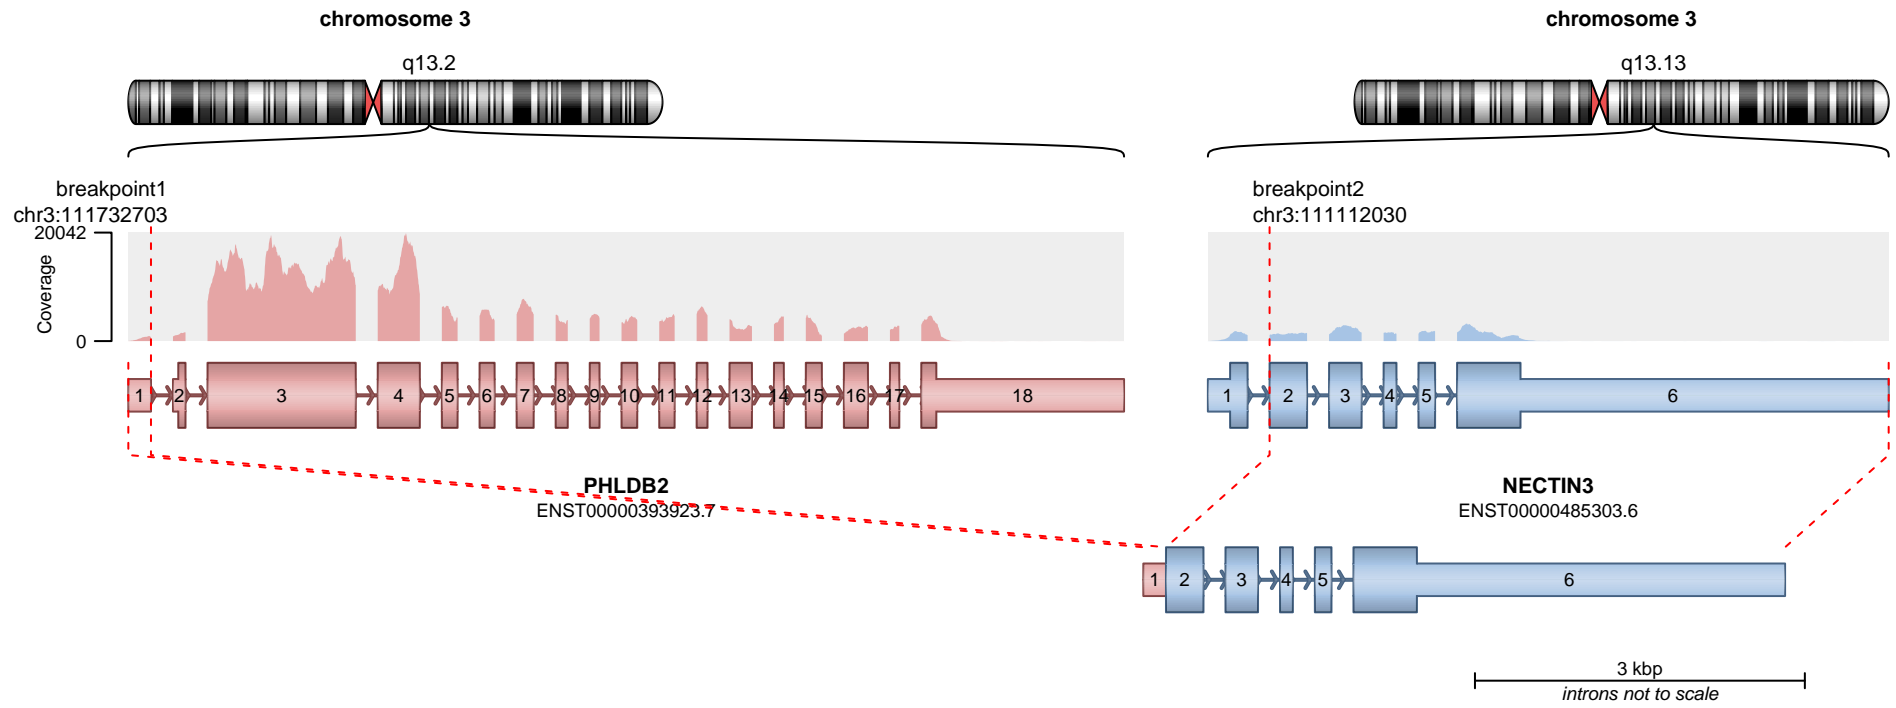 chromosome 3
chromosome 3
q13.2
q13.13
breakpoint1
chr3:111732703
breakpoint2
chr3:111112030
20042
Coverage
0
1 2 3 4 5 6 7 8 9 10 11 12 13 14 15 16 17 18
1 2 3 4 5 6
PHLDB2
ENST00000393923.7
NECTIN3
ENST00000485303.6
1 2 3 4 5 6
3 kbp
introns not to scale